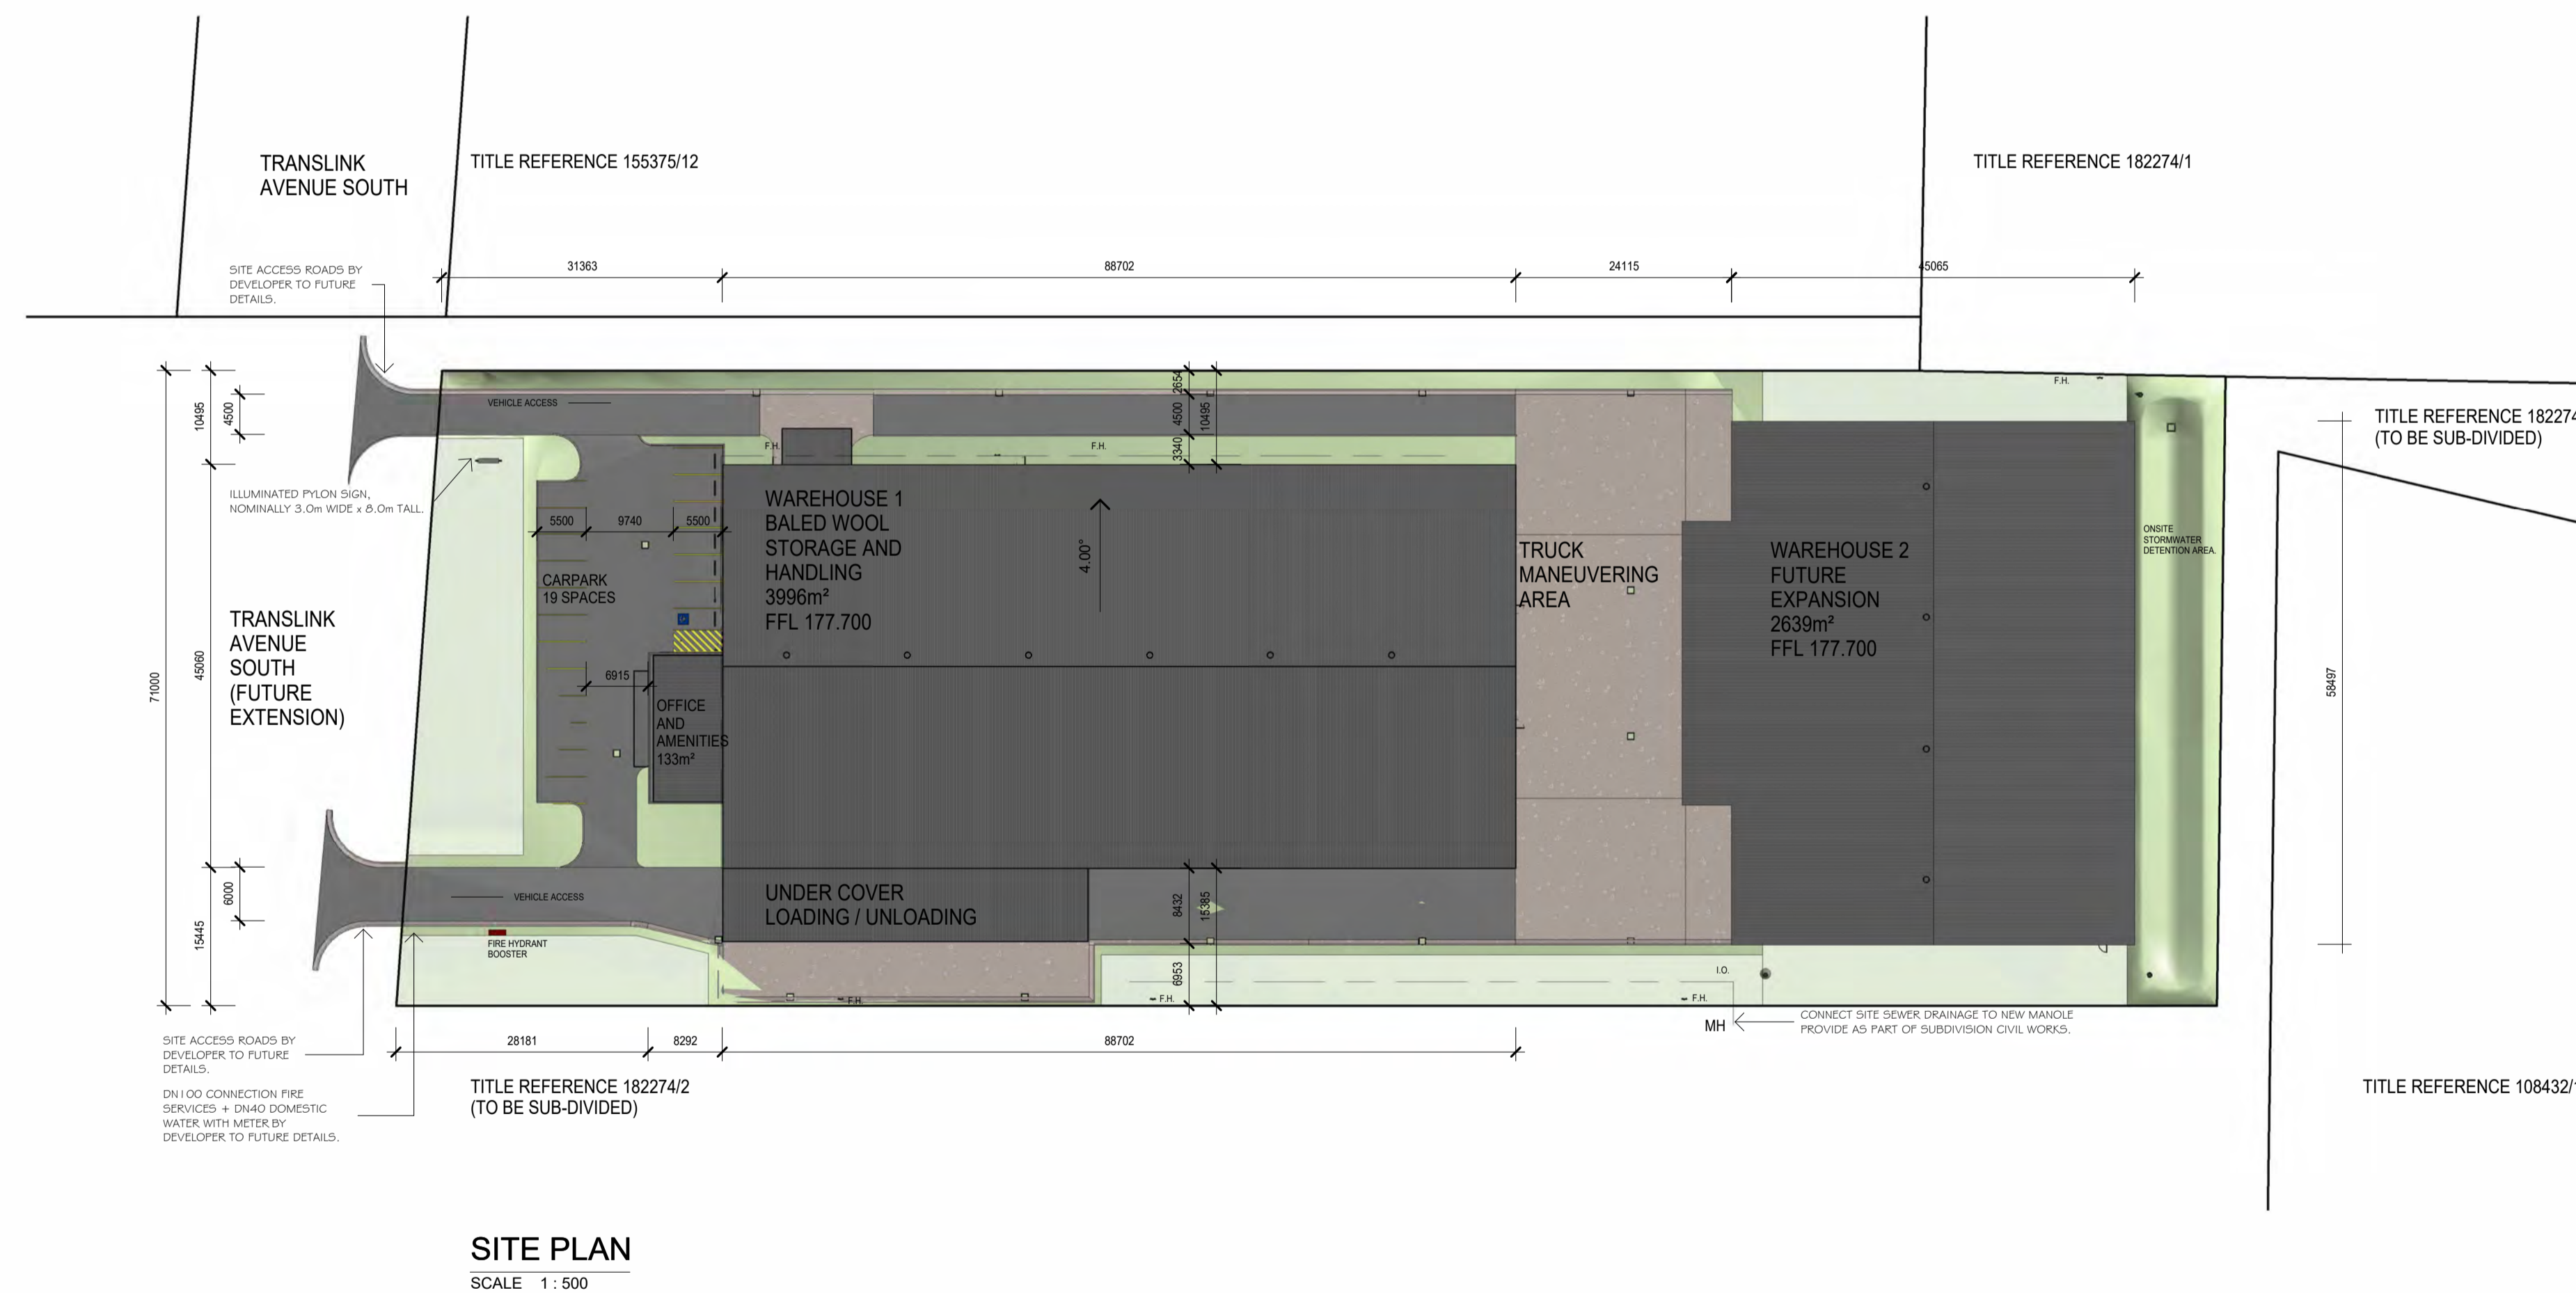 TRANSLINK
AVENUE SOUTH
TITLE REFERENCE 155375/12
TITLE REFERENCE 182274/1
SITE ACCESS ROADS BY
DEVELOPER TO FUTURE
DETAILS.
31363
88702
24115
45065
71000
10495
4500
45060
15445
6000
VEHICLE ACCESS
2654
4500
10495
3340
F.H.
F.H.
F.H.
TITLE REFERENCE 182274
(TO BE SUB-DIVIDED)
ILLUMINATED PYLON SIGN,
NOMINALLY 3.0m WIDE x 8.0m TALL.
5500
9740
5500
CARPARK
19 SPACES
WAREHOUSE 1
BALED WOOL
STORAGE AND
HANDLING
3996m²
FFL 177.700
4.00°
TRUCK
MANEUVERING
AREA
WAREHOUSE 2
FUTURE
EXPANSION
2639m²
FFL 177.700
ONSITE
STORMWATER
DETENTION AREA.
58497
TRANSLINK
AVENUE
SOUTH
(FUTURE
EXTENSION)
6915
OFFICE
AND
AMENITIES
133m²
VEHICLE ACCESS
UNDER COVER
LOADING / UNLOADING
8432
15385
6953
FIRE HYDRANT
BOOSTER
F.H.
F.H.
F.H.
I.O.
MH
CONNECT SITE SEWER DRAINAGE TO NEW MANOLE
PROVIDE AS PART OF SUBDIVISION CIVIL WORKS.
SITE ACCESS ROADS BY
DEVELOPER TO FUTURE
DETAILS.
28181
8292
88702
DN100 CONNECTION FIRE
SERVICES + DN40 DOMESTIC
WATER WITH METER BY
DEVELOPER TO FUTURE DETAILS.
TITLE REFERENCE 182274/2
(TO BE SUB-DIVIDED)
TITLE REFERENCE 108432/
SITE PLAN
SCALE 1 : 500